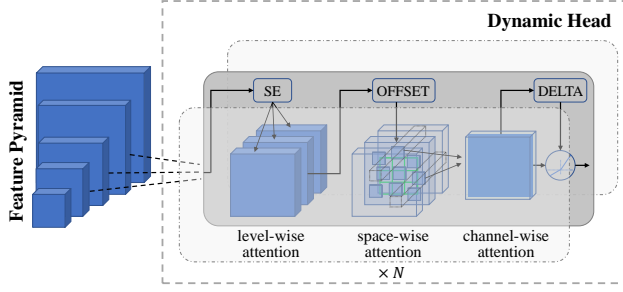 Dynamic Head
Feature Pyramid
SE
OFFSET
DELTA
level-wise
attention
space-wise
attention
channel-wise
attention
× N